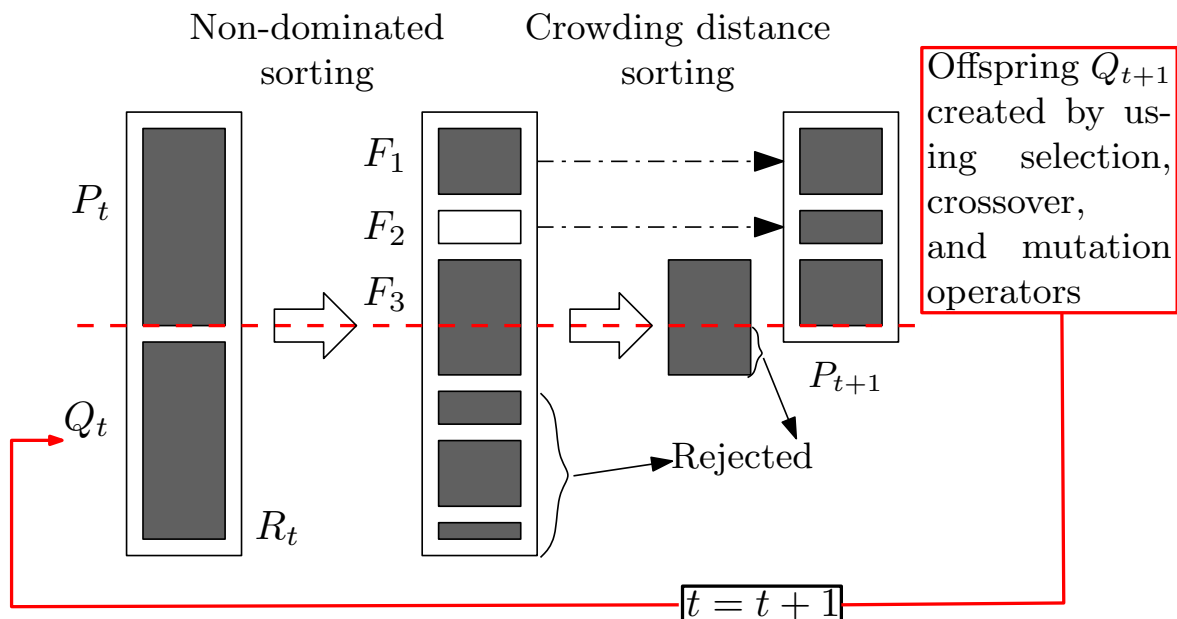 Non-dominated
sorting
Crowding distance
sorting
Offspring Q_{t+1}
created by us-
ing selection,
crossover,
and mutation
operators
P_t
F_1
F_2
F_3
Q_t
R_t
P_{t+1}
Rejected
t = t + 1